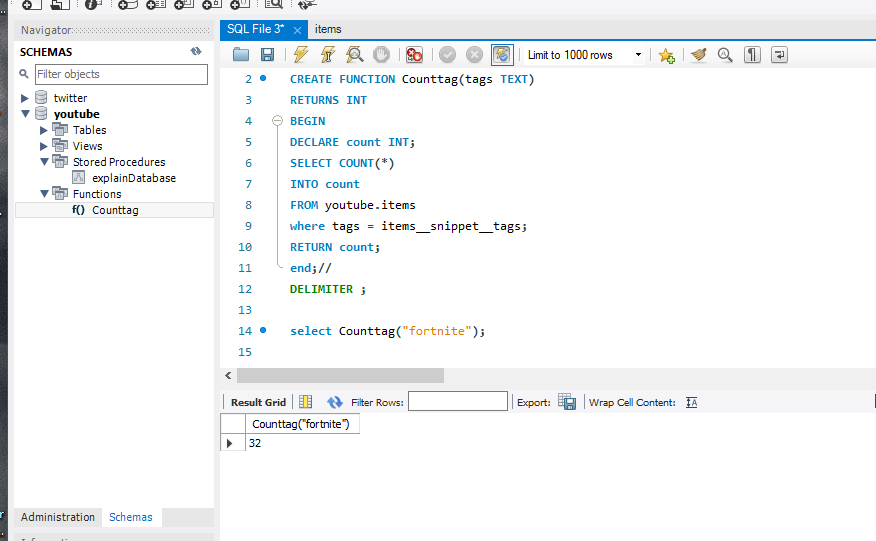 Navigator
SQL File 3*
items
SCHEMAS
Filter objects
Limit to 1000 rows
twitter
youtube
Tables
Views
Stored Procedures
explainDatabase
Functions
f() Counttag
2 CREATE FUNCTION Counttag(tags TEXT)
3 RETURNS INT
4 BEGIN
5 DECLARE count INT;
6 SELECT COUNT(*)
7 INTO count
8 FROM youtube.items
9 where tags = items__snippet__tags;
10 RETURN count;
11 end;//
12 DELIMITER ;
13
14 select Counttag("fortnite");
15
Result Grid
Filter Rows:
Export:
Wrap Cell Content:
Counttag("fortnite")
32
Administration Schemas